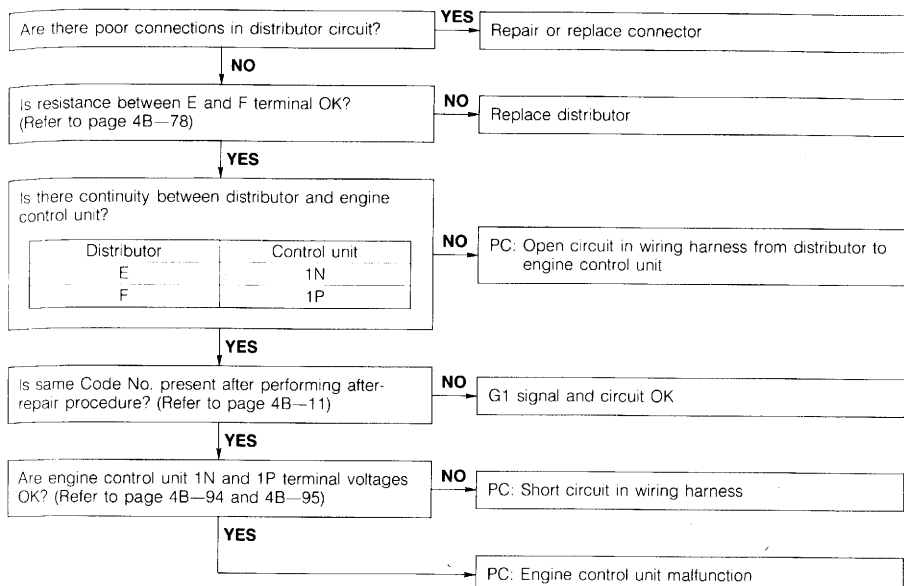 Are there poor connections in distributor circuit?
YES
Repair or replace connector
NO
Is resistance between E and F terminal OK?
(Refer to page 4B—78)
NO
Replace distributor
YES
Is there continuity between distributor and engine
control unit?
Distributor Control unit
E 1N
F 1P
NO
PC: Open circuit in wiring harness from distributor to
engine control unit
YES
Is same Code No. present after performing after-
repair procedure? (Refer to page 4B—11)
NO
G1 signal and circuit OK
YES
Are engine control unit 1N and 1P terminal voltages
OK? (Refer to page 4B—94 and 4B—95)
NO
PC: Short circuit in wiring harness
YES
PC: Engine control unit malfunction